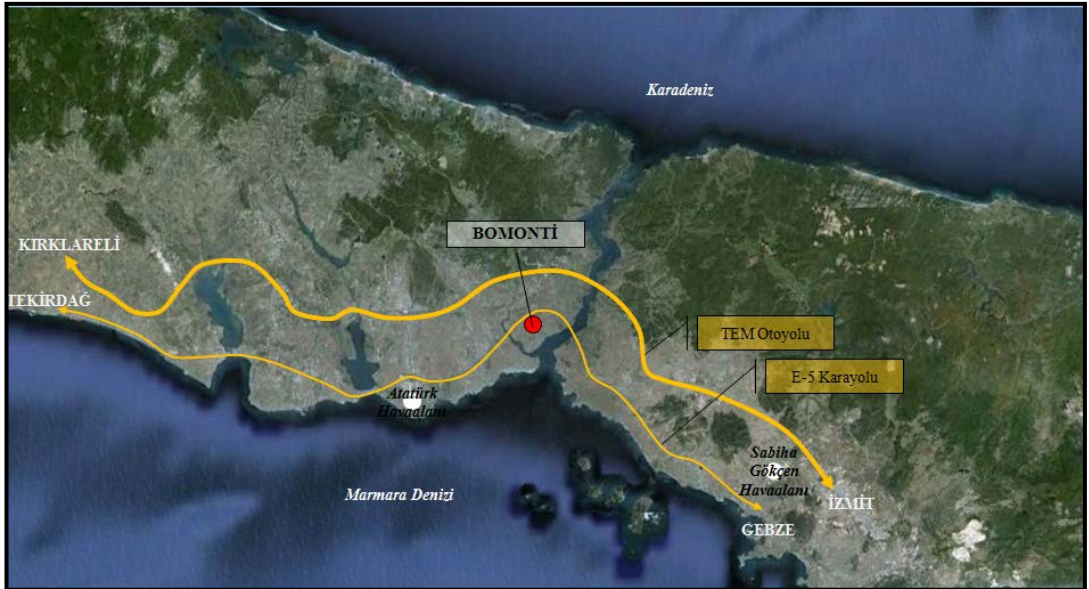 Karadeniz
BOMONTİ
KIRKLARELİ
TEKİRDAĞ
TEM Otoyolu
E-5 Karayolu
Atatürk
Havaalanı
Sabiha
Gökçen
Havaalanı
Marmara Denizi
İZMİT
GEBZE